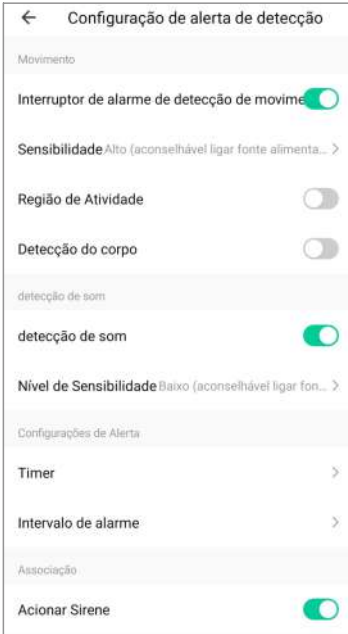 Configuração de alerta de detecção
Movimento
Interruptor de alarme de detecção de movime
Sensibilidade Alto (aconselhável ligar fonte alimenta...
Região de Atividade
Detecção do corpo
detecção de som
detecção de som
Nível de Sensibilidade Baixo (aconselhável ligar fon...
Configurações de Alerta
Timer
Intervalo de alarme
Associação
Acionar Sirene